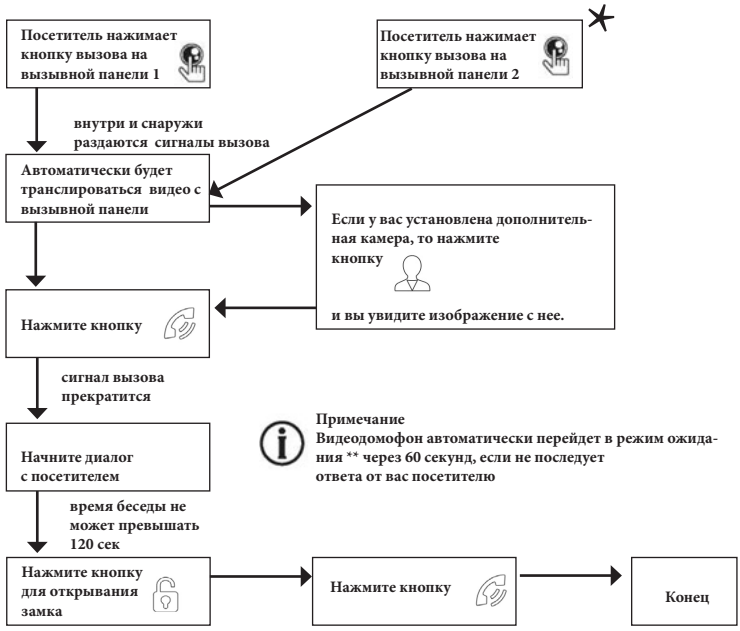 Посетитель нажимает
кнопку вызова на
вызывной панели 1
Посетитель нажимает
кнопку вызова на
вызывной панели 2
внутри и снаружи
раздаются сигналы вызова
Автоматически будет
транслироваться видео с
вызывной панели
Если у вас установлена дополнитель-
ная камера, то нажмите
кнопку
и вы увидите изображение с нее.
Нажмите кнопку
сигнал вызова
прекратится
Примечание
Видеодомофон автоматически перейдет в режим ожида-
ния ** через 60 секунд, если не последует
ответа от вас посетителю
Начните диалог
с посетителем
время беседы не
может превышать
120 сек
Нажмите кнопку
для открывания
замка
Нажмите кнопку
Конец